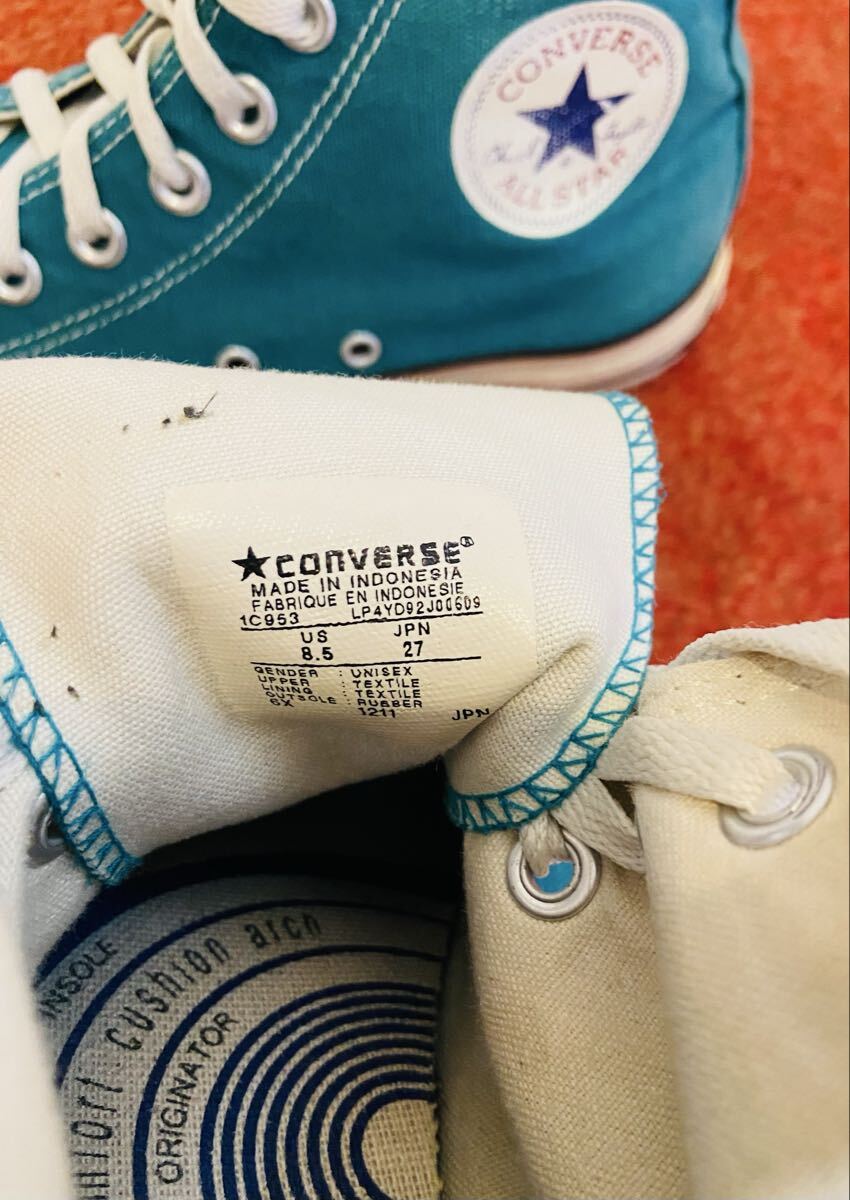 CONVERSE
ALL STAR
CONVERSE®
MADE IN INDONESIA
FABRIQUE EN INDONESIE
1C953 LP4YD92J00609
US JPN
8.5 27
GENDER : UNISEX
UPPER : TEXTILE
LINING : TEXTILE
OUTSOLE : RUBBER
6X 1211 JPN
INSOLE
cushion arch
ORIGINATOR